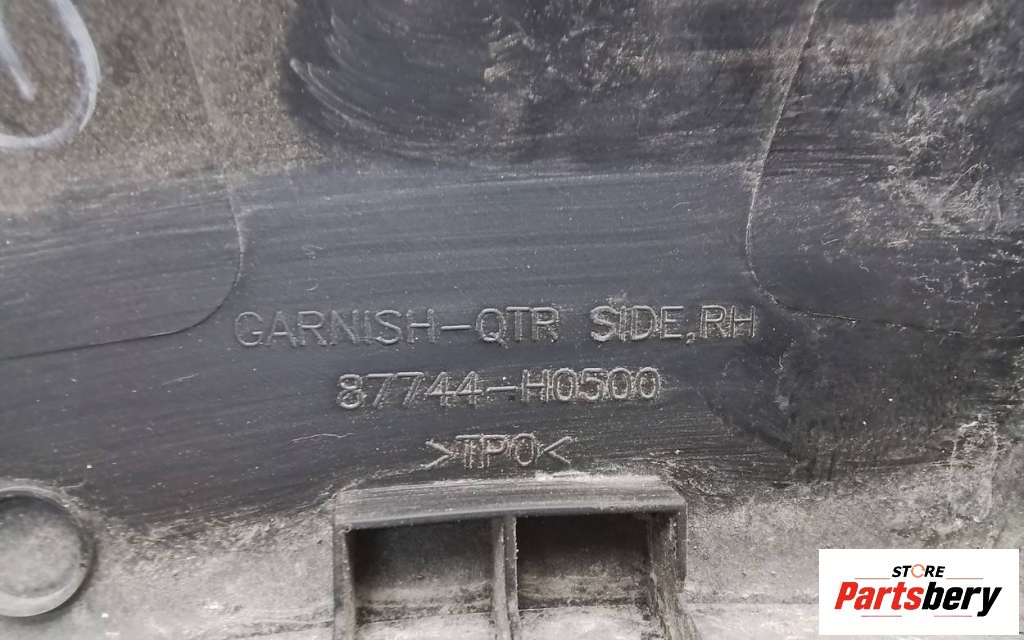 GARNISH-QTR SIDE,RH
87744-H0500
>TPO<
STORE
Partsbery